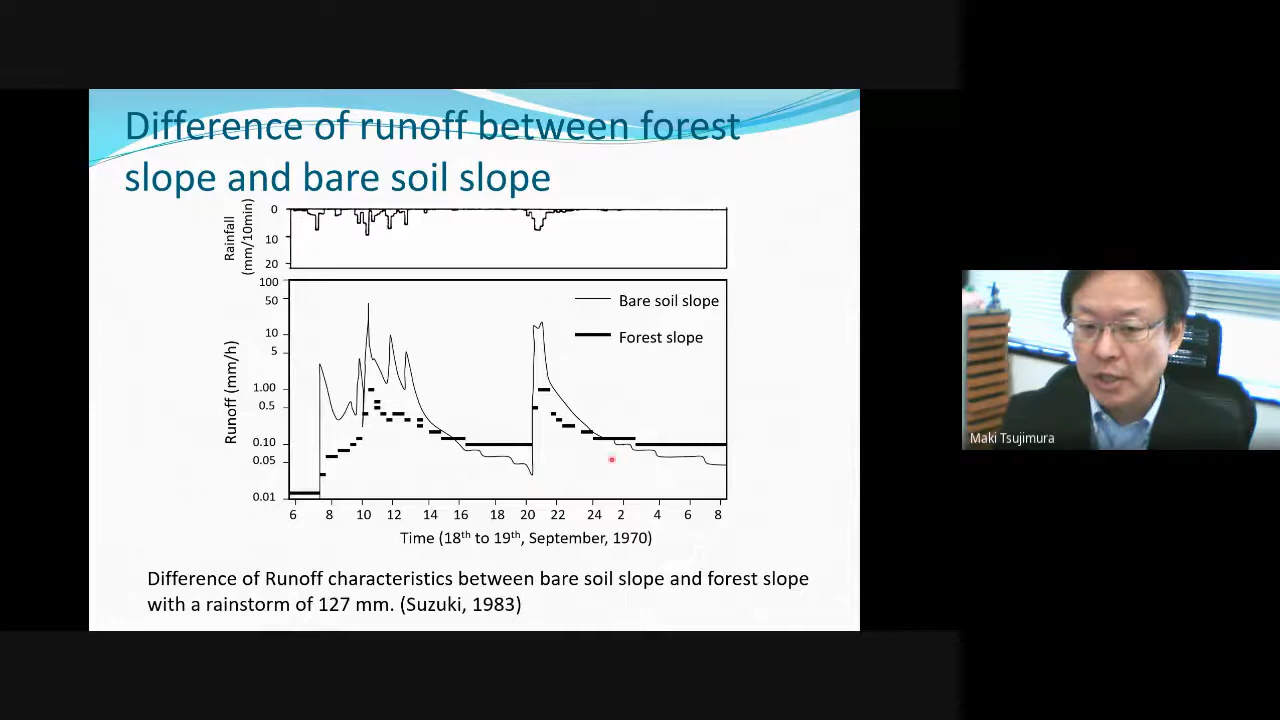 Difference of runoff between forest
slope and bare soil slope
Rainfall
(mm/10min)
0
10
20
Runoff (mm/h)
100
50
10
5
1.00
0.5
0.10
0.05
0.01
Bare soil slope
Forest slope
6 8 10 12 14 16 18 20 22 24 2 4 6 8
Time (18th to 19th, September, 1970)
Difference of Runoff characteristics between bare soil slope and forest slope
with a rainstorm of 127 mm. (Suzuki, 1983)
Maki Tsujimura